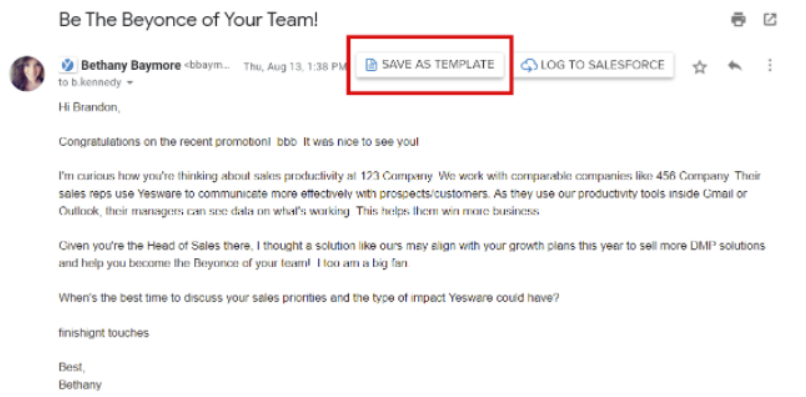 Be The Beyonce of Your Team!
Bethany Baymore <bbaym... Thu, Aug 13, 1:38 PM SAVE AS TEMPLATE LOG TO SALESFORCE
to b.kennedy
Hi Brandon,
Congratulations on the recent promotion! bbb It was nice to see you!
I'm curious how you're thinking about sales productivity at 123 Company. We work with comparable companies like 456 Company. Their
sales reps use Yesware to communicate more effectively with prospects/customers. As they use our productivity tools inside Gmail or
Outlook, their managers can see data on what's working. This helps them win more business.
Given you're the Head of Sales there, I thought a solution like ours may align with your growth plans this year to sell more DMP solutions
and help you become the Beyonce of your team! I too am a big fan.
When's the best time to discuss your sales priorities and the type of impact Yesware could have?
finishignt touches
Best,
Bethany